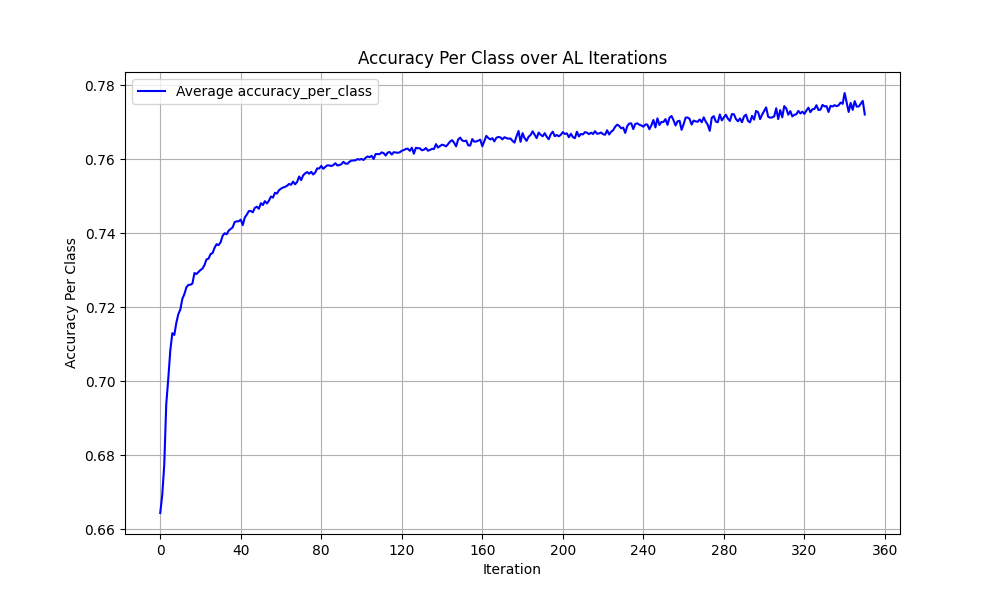 Accuracy Per Class over AL Iterations
Average accuracy_per_class
Accuracy Per Class
0.78
0.76
0.74
0.72
0.70
0.68
0.66
0 40 80 120 160 200 240 280 320 360
Iteration